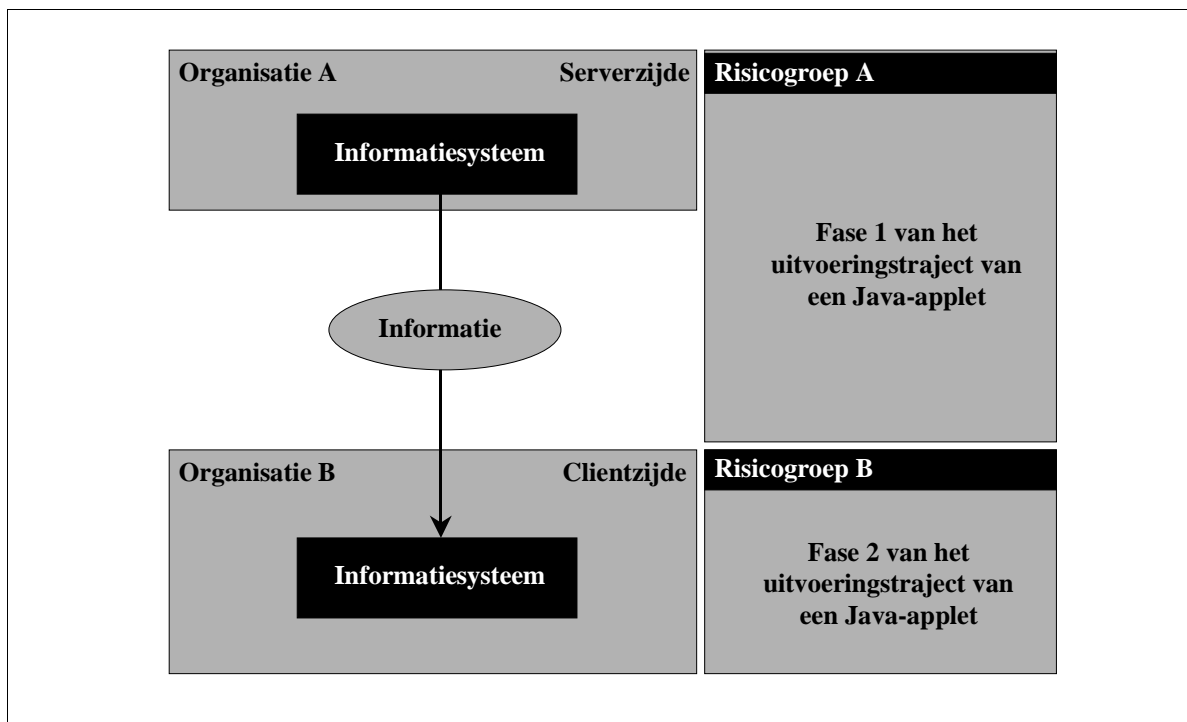 Organisatie A
Serverzijde
Informatiesysteem
Informatie
Organisatie B
Clientzijde
Informatiesysteem
Risicogroep A
Fase 1 van het
uitvoeringstraject van
een Java-applet
Risicogroep B
Fase 2 van het
uitvoeringstraject van
een Java-applet